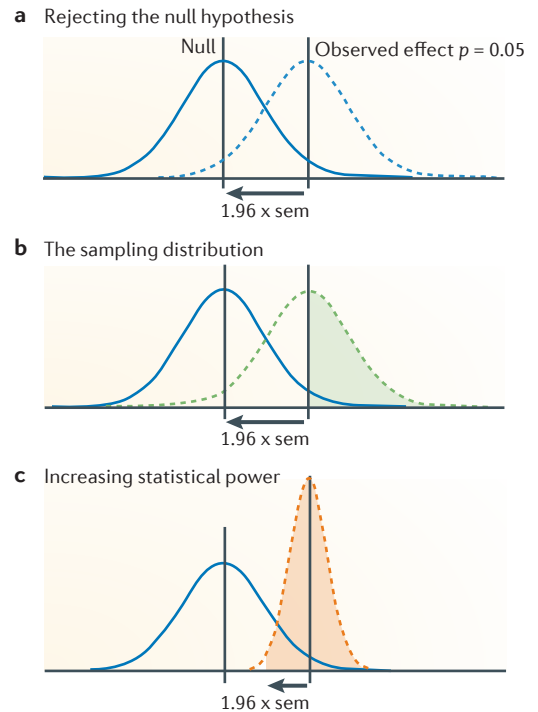 a Rejecting the null hypothesis
Null
Observed effect p = 0.05
1.96 x sem
b The sampling distribution
1.96 x sem
c Increasing statistical power
1.96 x sem